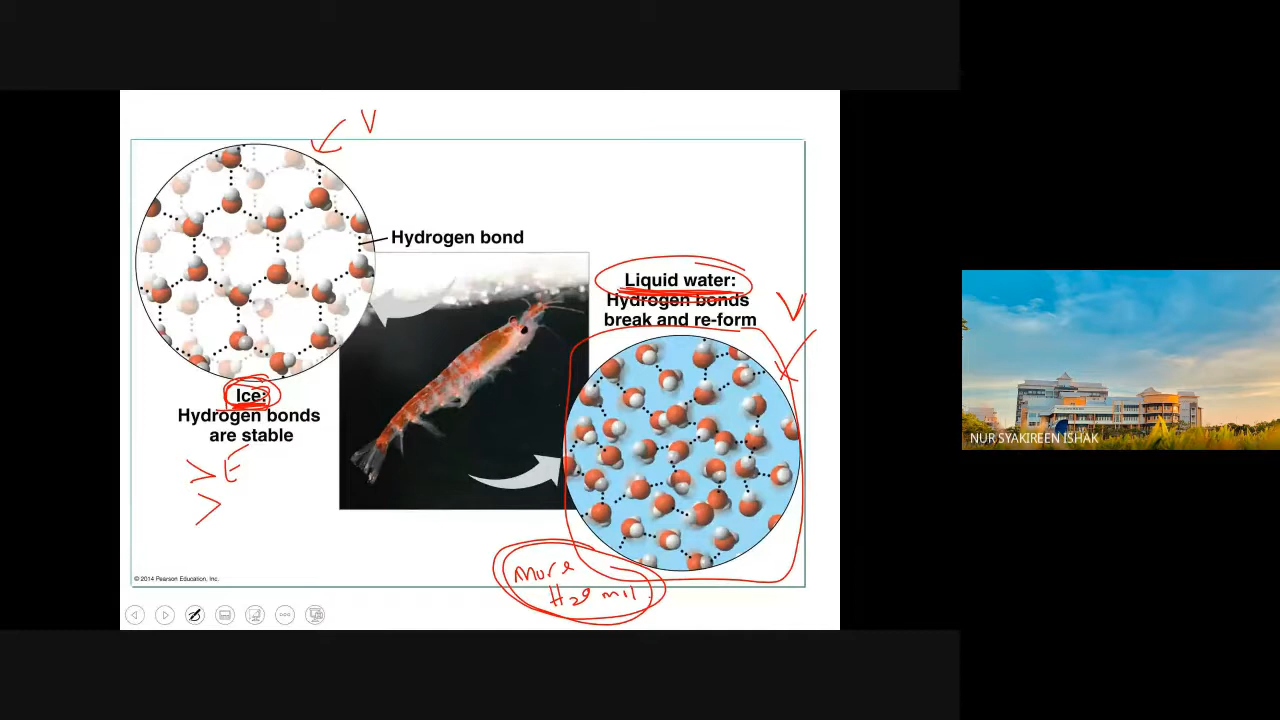 V
Hydrogen bond
Liquid water:
Hydrogen bonds
break and re-form
V
Ice:
Hydrogen bonds
are stable
> E
>
More
H2O mol
© 2014 Pearson Education, Inc.
NUR SYAKIREEN ISHAK